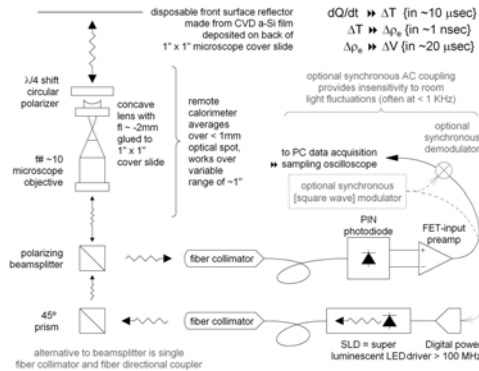 disposable front surface reflector
made from CVD a-Si film
deposited on back of
1" x 1" microscope cover slide
dQ/dt ▸▸ ΔT {in ~10 μsec}
ΔT ▸▸ Δρe {in ~1 nsec}
Δρe ▸▸ ΔV {in ~20 μsec}
λ/4 shift
circular
polarizer
concave
lens with
fl ~ -2mm
glued to
1" x 1"
cover slide
f# ~10
microscope
objective
remote
calorimeter
averages
over < 1mm
optical spot,
works over
variable
range of ~1"
optional synchronous AC coupling
provides insensitivity to room
light fluctuations (often at < 1 KHz)
optional
synchronous
demodulator
to PC data acquisition
▸▸ sampling oscilloscope
optional synchronous
[square wave] modulator
PIN
photodiode
FET-input
preamp
polarizing
beamsplitter
fiber collimator
45º
prism
fiber collimator
alternative to beamsplitter is single
fiber collimator and fiber directional coupler
SLD = super
luminescent LED
Digital power
driver > 100 MHz